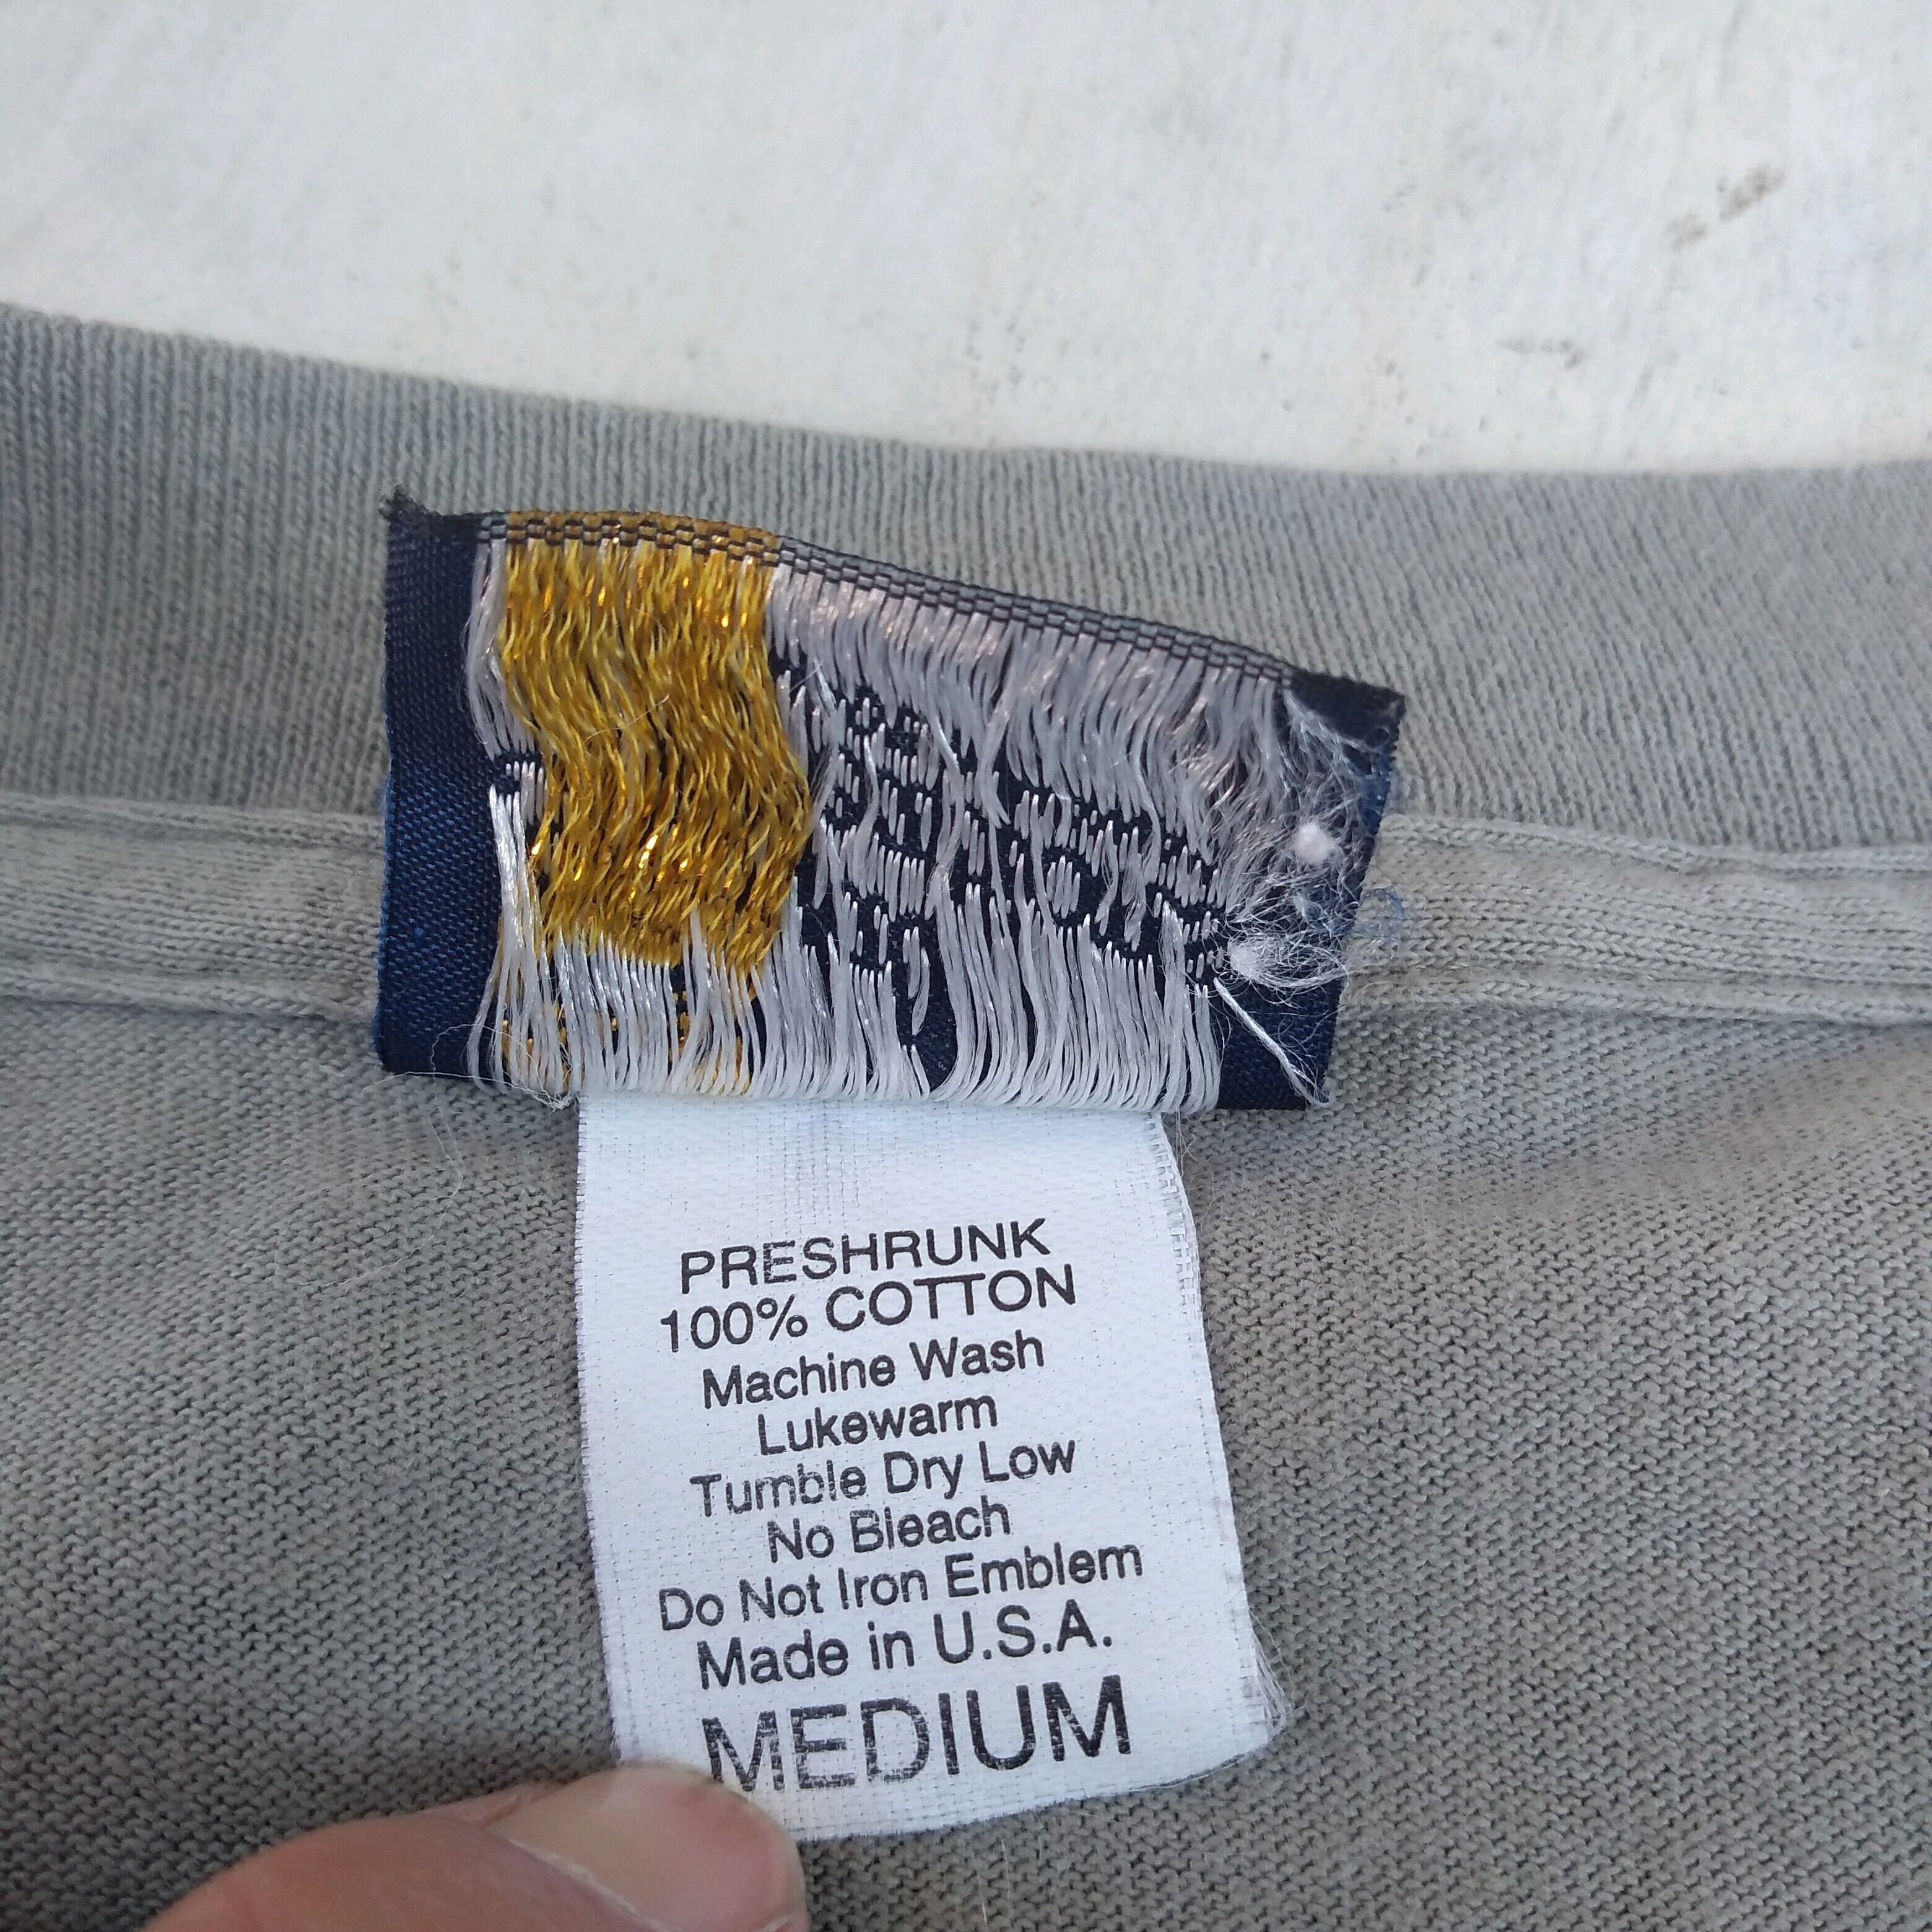 PRESHRUNK
100% COTTON
Machine Wash
Lukewarm
Tumble Dry Low
No Bleach
Do Not Iron Emblem
Made in U.S.A.
MEDIUM